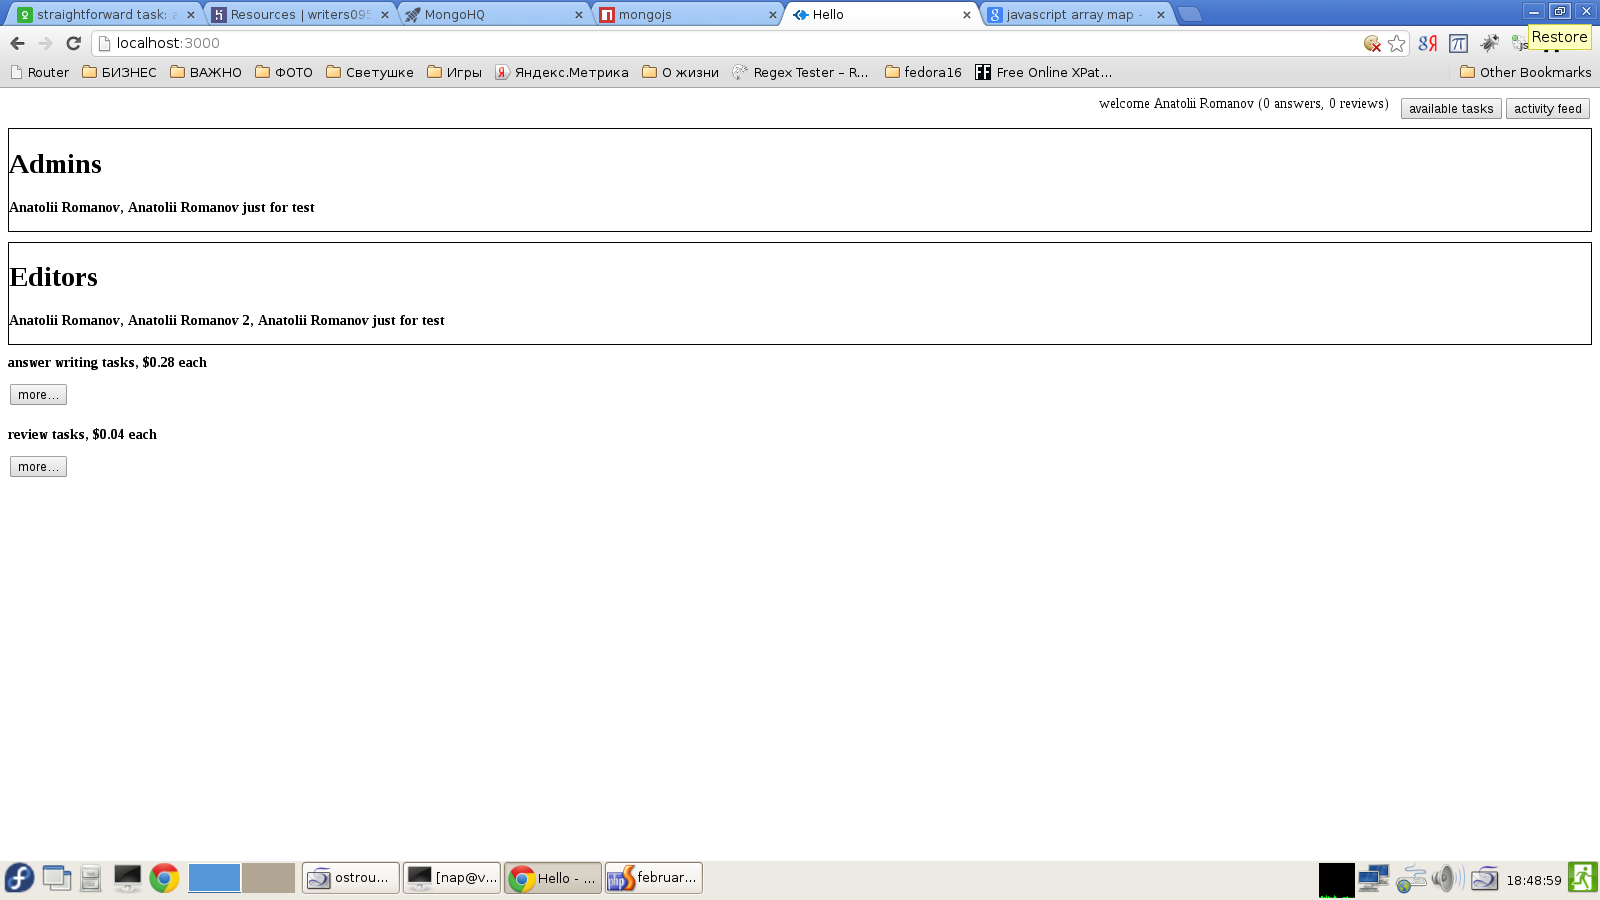 straightforward task: a
Resources | writers095
MongoHQ
mongojs
Hello
javascript array map -
localhost:3000
Restore
Router
БИЗНЕС
ВАЖНО
ФОТО
Светушке
Игры
Яндекс.Метрика
О жизни
Regex Tester – R...
fedora16
Free Online XPat...
Other Bookmarks
welcome Anatolii Romanov (0 answers, 0 reviews)
available tasks
activity feed
Admins
Anatolii Romanov, Anatolii Romanov just for test
Editors
Anatolii Romanov, Anatolii Romanov 2, Anatolii Romanov just for test
answer writing tasks, $0.28 each
more...
review tasks, $0.04 each
more...
ostrou...
[nap@v...
Hello - ...
februar...
18:48:59